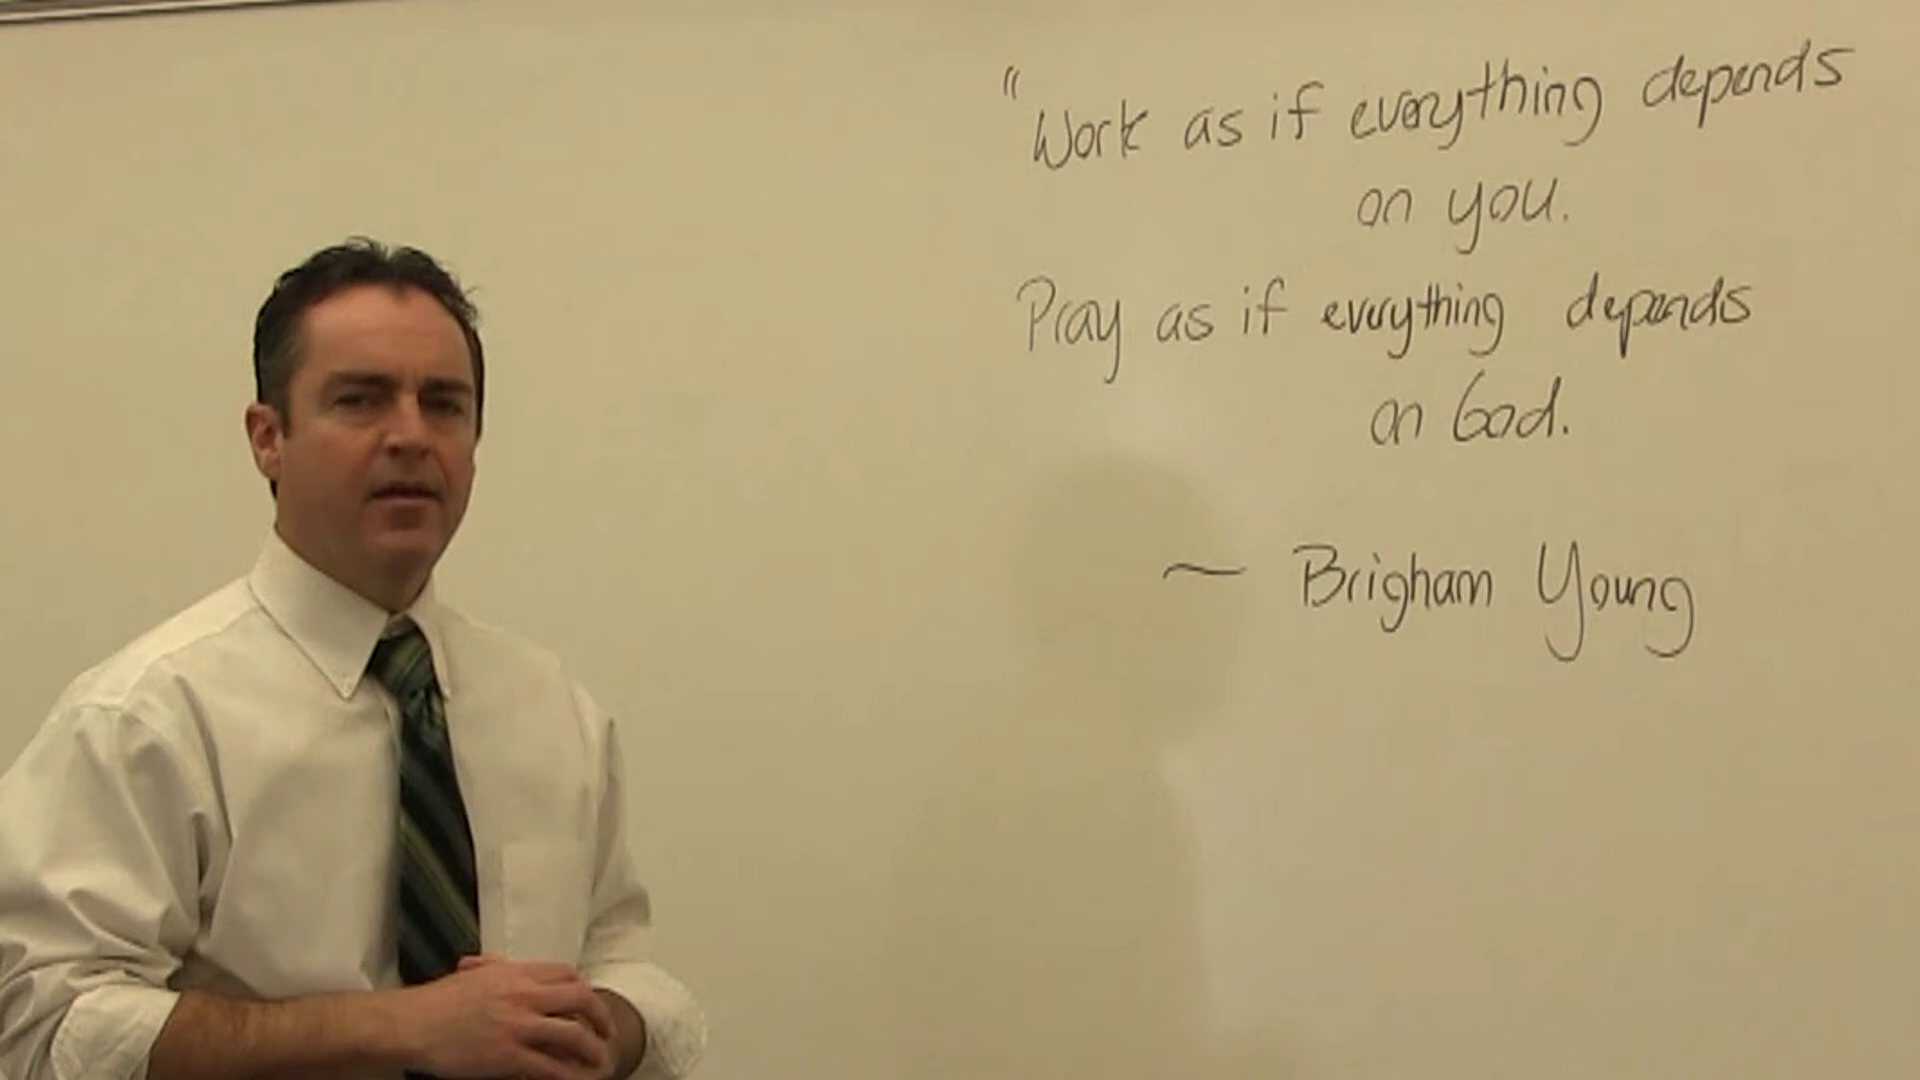 "Work as if everything depends
on you.
Pray as if everything depends
on God.
~ Brigham Young